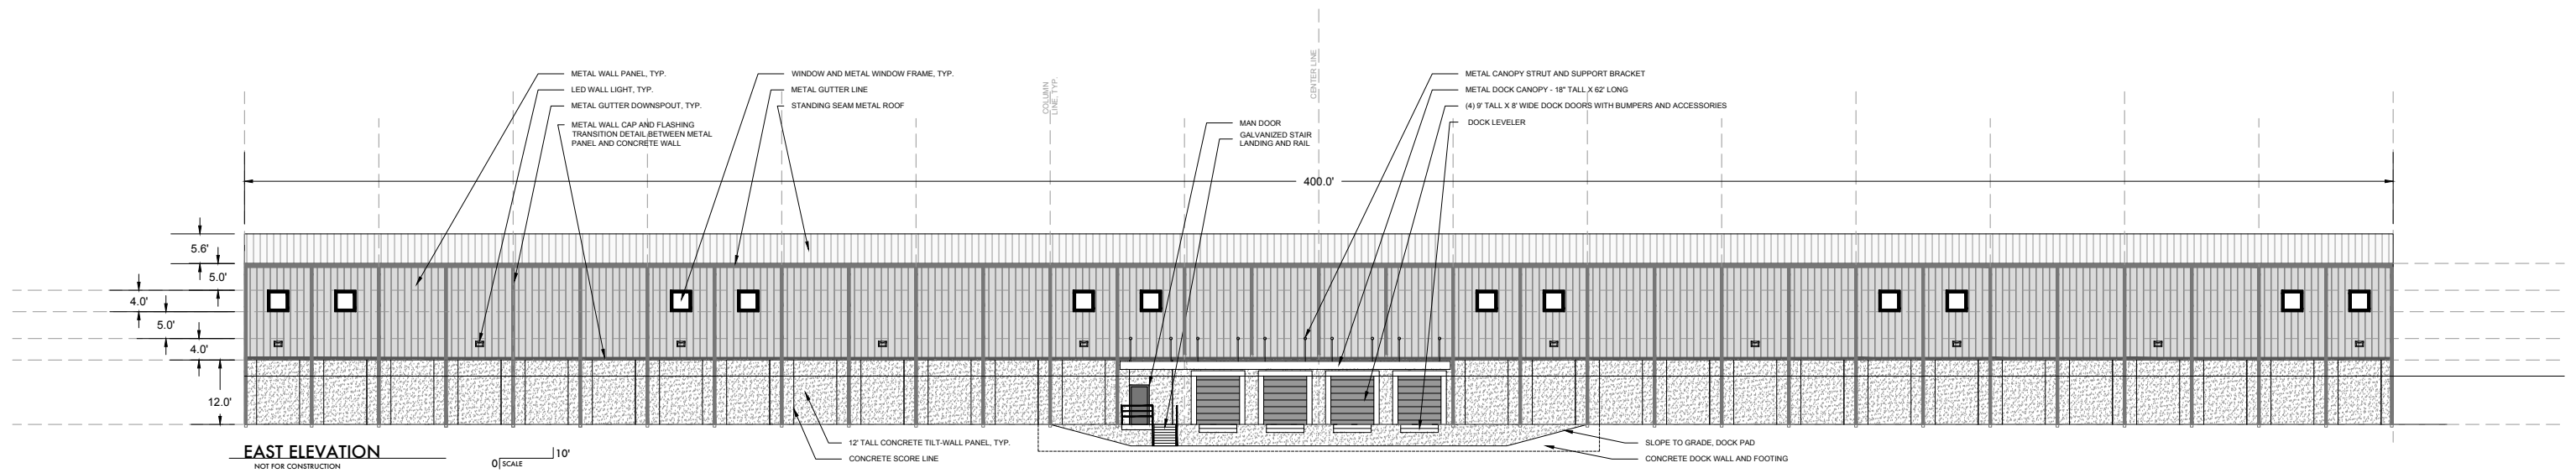 CENTER LINE
COLUMN
LINE, TYP.
METAL WALL PANEL, TYP.
LED WALL LIGHT, TYP.
METAL GUTTER DOWNSPOUT, TYP.
METAL WALL CAP AND FLASHING
TRANSITION DETAIL BETWEEN METAL
PANEL AND CONCRETE WALL
WINDOW AND METAL WINDOW FRAME, TYP.
METAL GUTTER LINE
STANDING SEAM METAL ROOF
MAN DOOR
GALVANIZED STAIR
LANDING AND RAIL
METAL CANOPY STRUT AND SUPPORT BRACKET
METAL DOCK CANOPY - 18" TALL X 62' LONG
(4) 9' TALL X 8' WIDE DOCK DOORS WITH BUMPERS AND ACCESSORIES
DOCK LEVELER
400.0'
5.6'
5.0'
4.0'
5.0'
4.0'
12.0'
12' TALL CONCRETE TILT-WALL PANEL, TYP.
CONCRETE SCORE LINE
SLOPE TO GRADE, DOCK PAD
CONCRETE DOCK WALL AND FOOTING
EAST ELEVATION
NOT FOR CONSTRUCTION
0 SCALE 10'